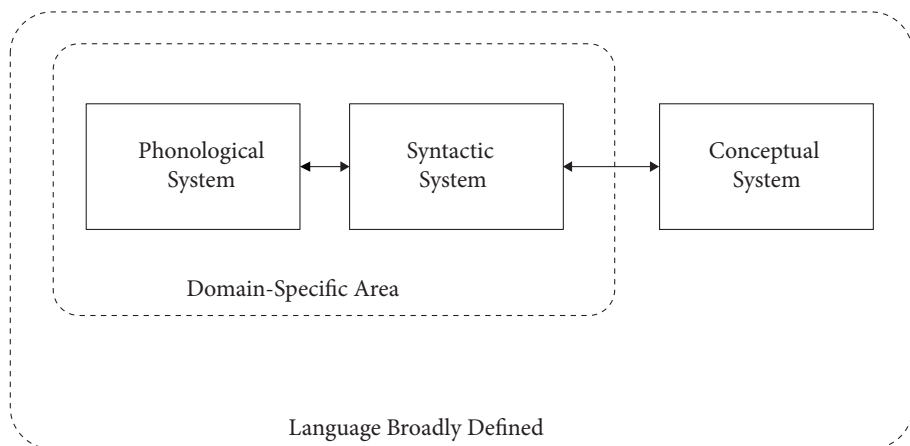 Phonological
System
Syntactic
System
Conceptual
System
Domain-Specific Area
Language Broadly Defined